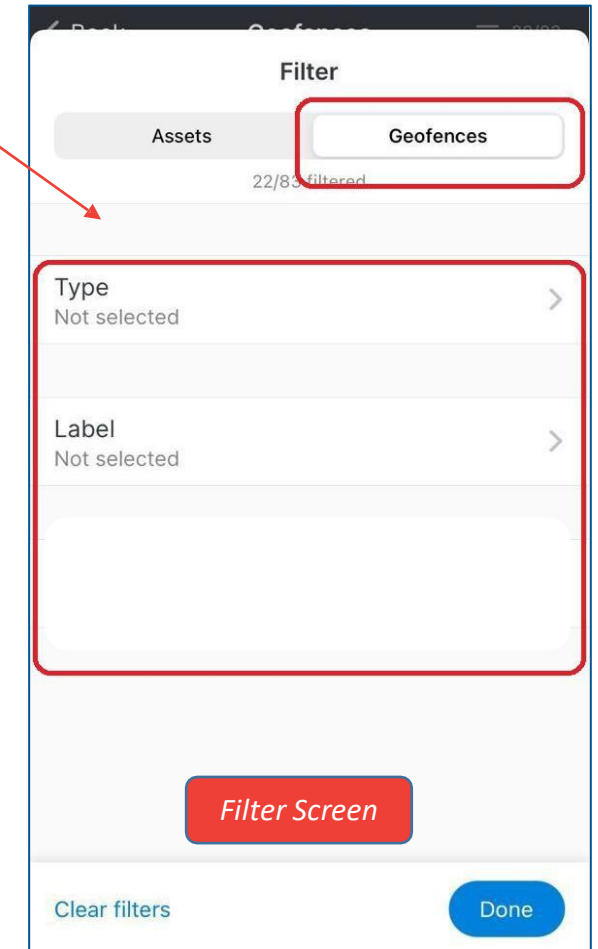 Filter
Assets
Geofences
22/83 filtered
Type
Not selected
Label
Not selected
Filter Screen
Clear filters
Done